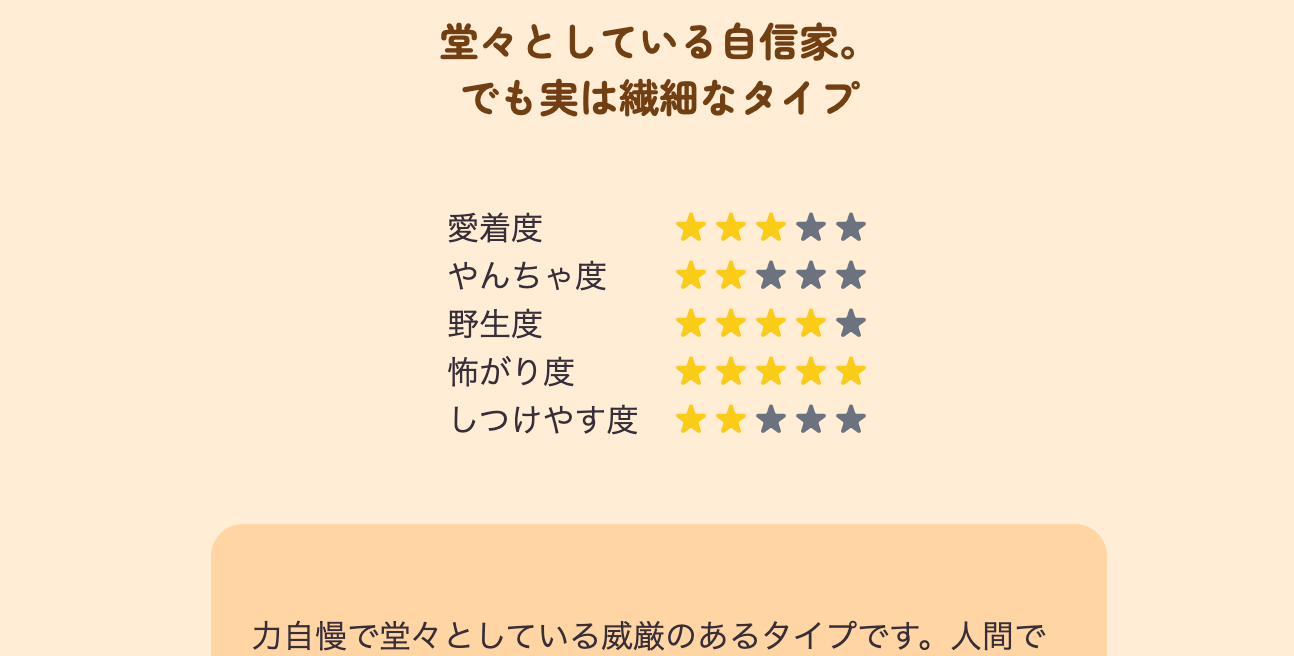 堂々としている自信家。
でも実は繊細なタイプ
愛着度
やんちゃ度
野生度
怖がり度
しつけやす度
力自慢で堂々としている威厳のあるタイプです。人間で